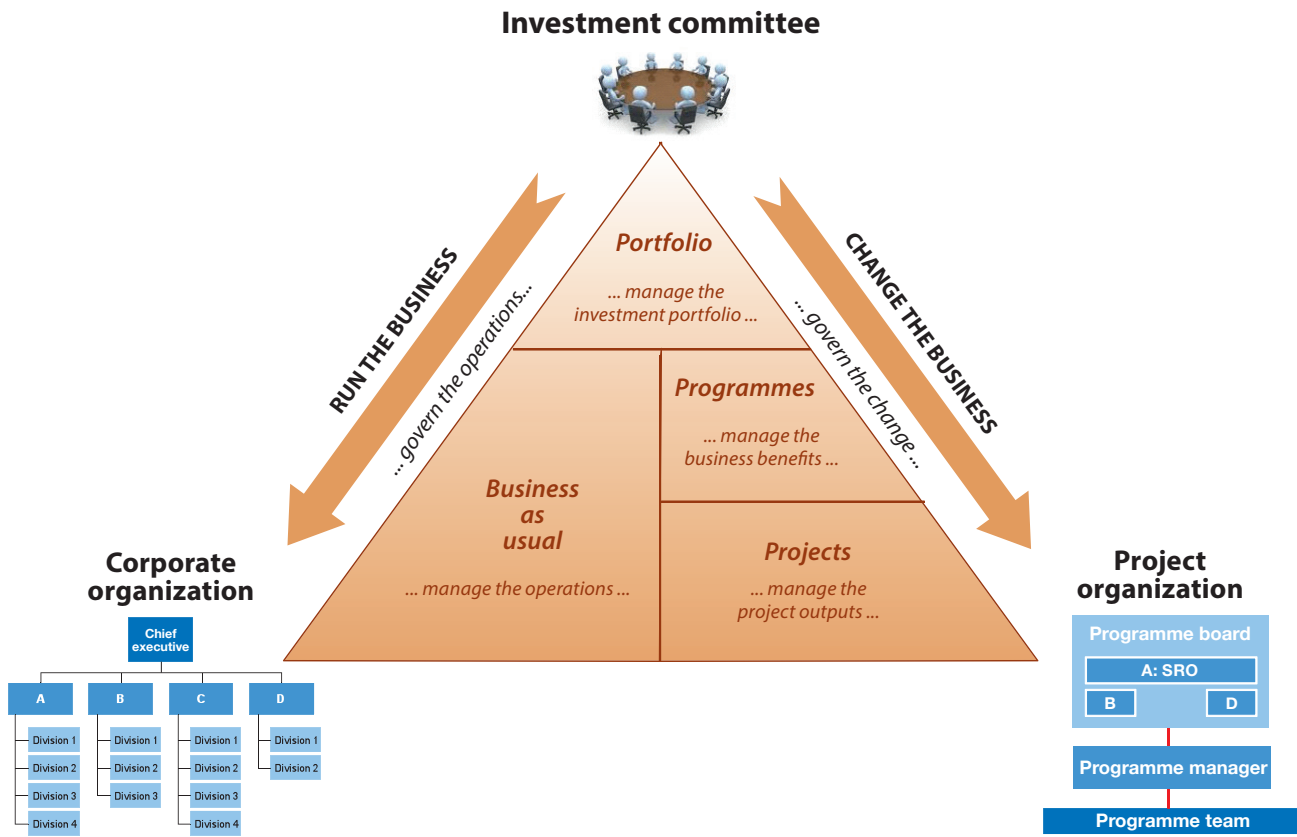 Investment committee
RUN THE BUSINESS
... govern the operations...
CHANGE THE BUSINESS
... govern the change ...
Portfolio
... manage the
investment portfolio ...
Programmes
... manage the
business benefits ...
Business
as
usual
... manage the operations ...
Projects
... manage the
project outputs ...
Corporate
organization
Chief
executive
A
B
C
D
Division 1
Division 2
Division 3
Division 4
Division 1
Division 2
Division 3
Division 1
Division 2
Division 3
Division 4
Division 1
Division 2
Project
organization
Programme board
A: SRO
B
D
Programme manager
Programme team